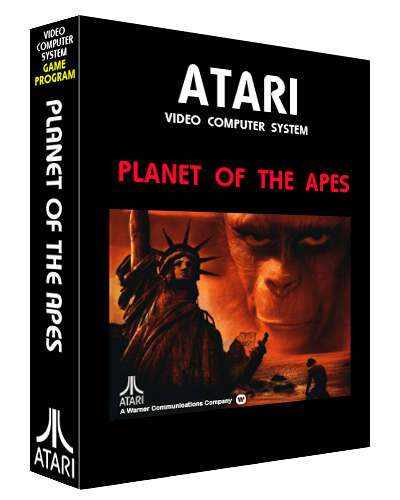 VIDEO
COMPUTER
SYSTEM
GAME
PROGRAM
PLANET OF THE APES
ATARI
ATARI
VIDEO COMPUTER SYSTEM
PLANET OF THE APES
ATARI
A Warner Communications Company W